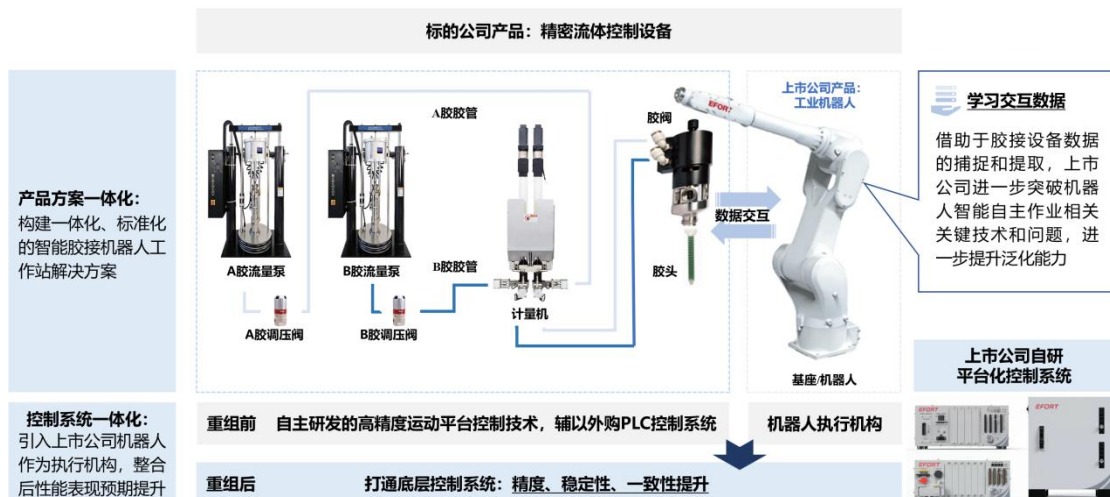 标的公司产品：精密流体控制设备
产品方案一体化：
构建一体化、标准化
的智能胶接机器人工
作站解决方案
A胶胶管
B胶胶管
A胶流量泵
B胶流量泵
A胶调压阀
B胶调压阀
计量机
胶阀
胶头
数据交互
上市公司产品：
工业机器人
EFORT
基座/机器人
学习交互数据
借助于胶接设备数据
的捕捉和提取，上市
公司进一步突破机器
人智能自主作业相关
关键技术和问题，进
一步提升泛化能力
上市公司自研
平台化控制系统
EFORT
EFORT
EFORT
控制系统一体化：
引入上市公司机器人
作为执行机构，整合
后性能表现预期提升
重组前 自主研发的高精度运动平台控制技术，辅以外购PLC控制系统
机器人执行机构
重组后 打通底层控制系统：精度、稳定性、一致性提升